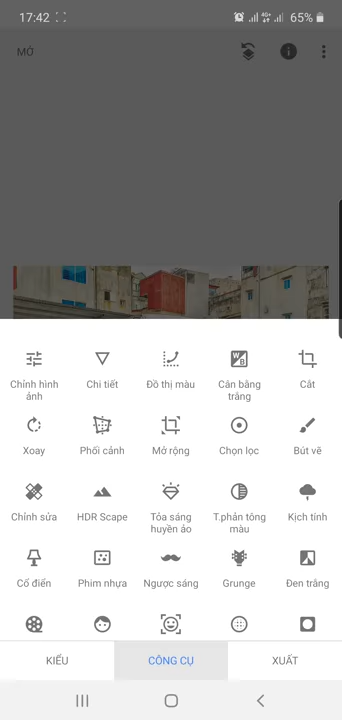 17:42
4G+
65%
MỞ
Chỉnh hình
ảnh
Chi tiết
Đồ thị màu
Cân bằng
trắng
Cắt
Xoay
Phối cảnh
Mở rộng
Chọn lọc
Bút vẽ
Chỉnh sửa
HDR Scape
Tỏa sáng
huyền ảo
T.phản tông
màu
Kịch tính
Cổ điển
Phim nhựa
Ngược sáng
Grunge
Đen trắng
KIỂU
CÔNG CỤ
XUẤT